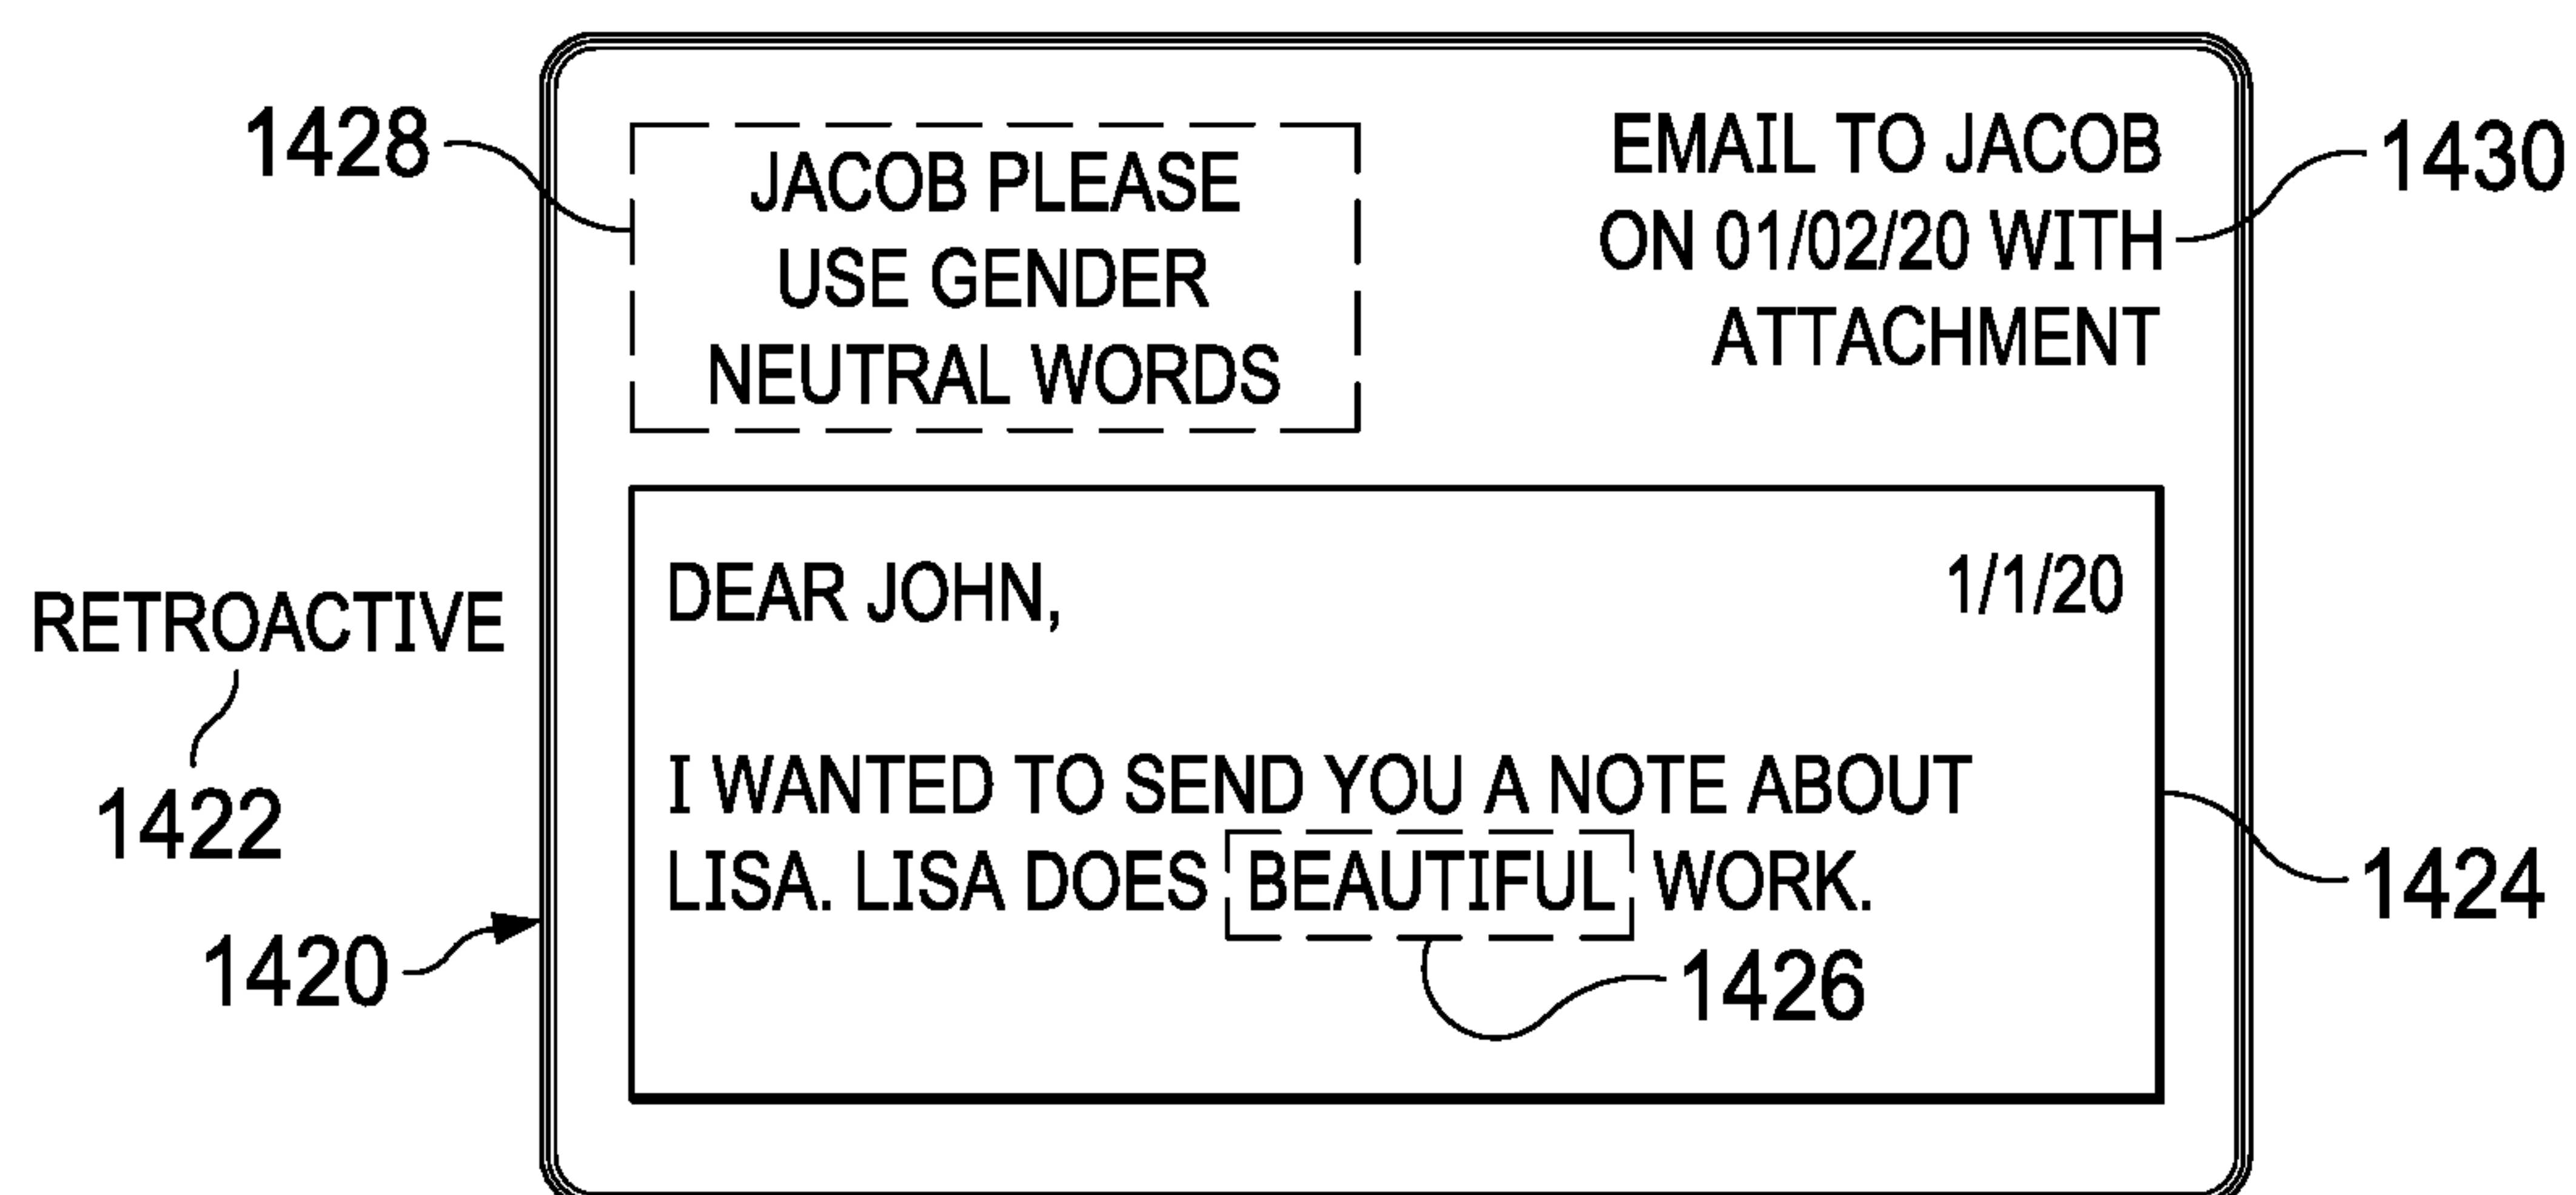 1428
JACOB PLEASE
USE GENDER
NEUTRAL WORDS
EMAIL TO JACOB
ON 01/02/20 WITH
ATTACHMENT
1430
RETROACTIVE
1422
1420
DEAR JOHN, 1/1/20
I WANTED TO SEND YOU A NOTE ABOUT
LISA. LISA DOES BEAUTIFUL WORK.
1426
1424